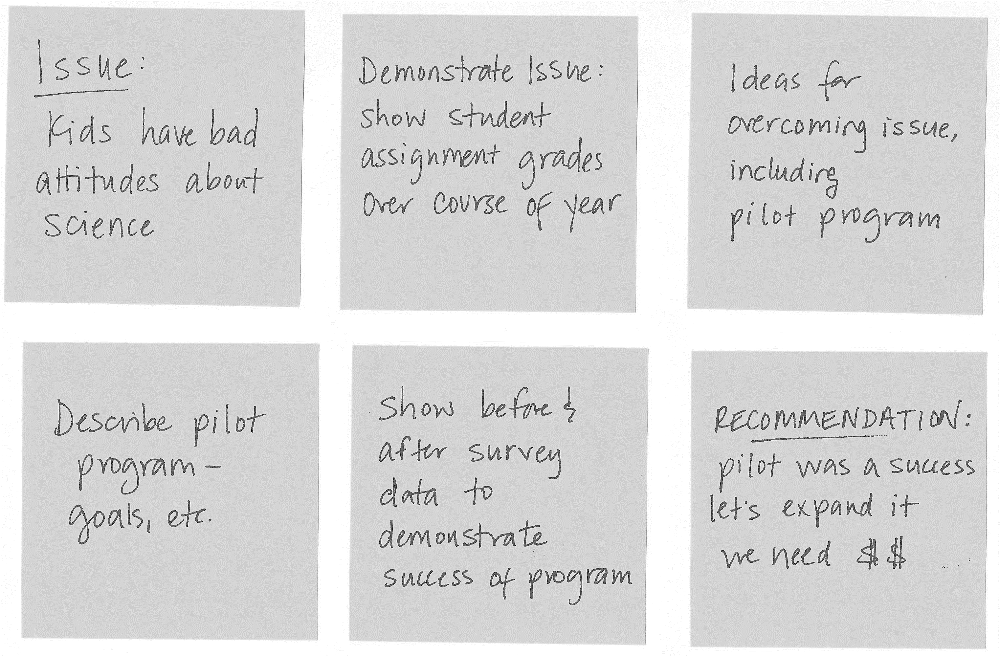 Issue:
Kids have bad
attitudes about
science
Demonstrate Issue:
show student
assignment grades
over course of year
Ideas for
overcoming issue,
including
pilot program
Describe pilot
program –
goals, etc.
Show before &
after survey
data to
demonstrate
success of program
RECOMMENDATION:
pilot was a success
let's expand it
we need $$